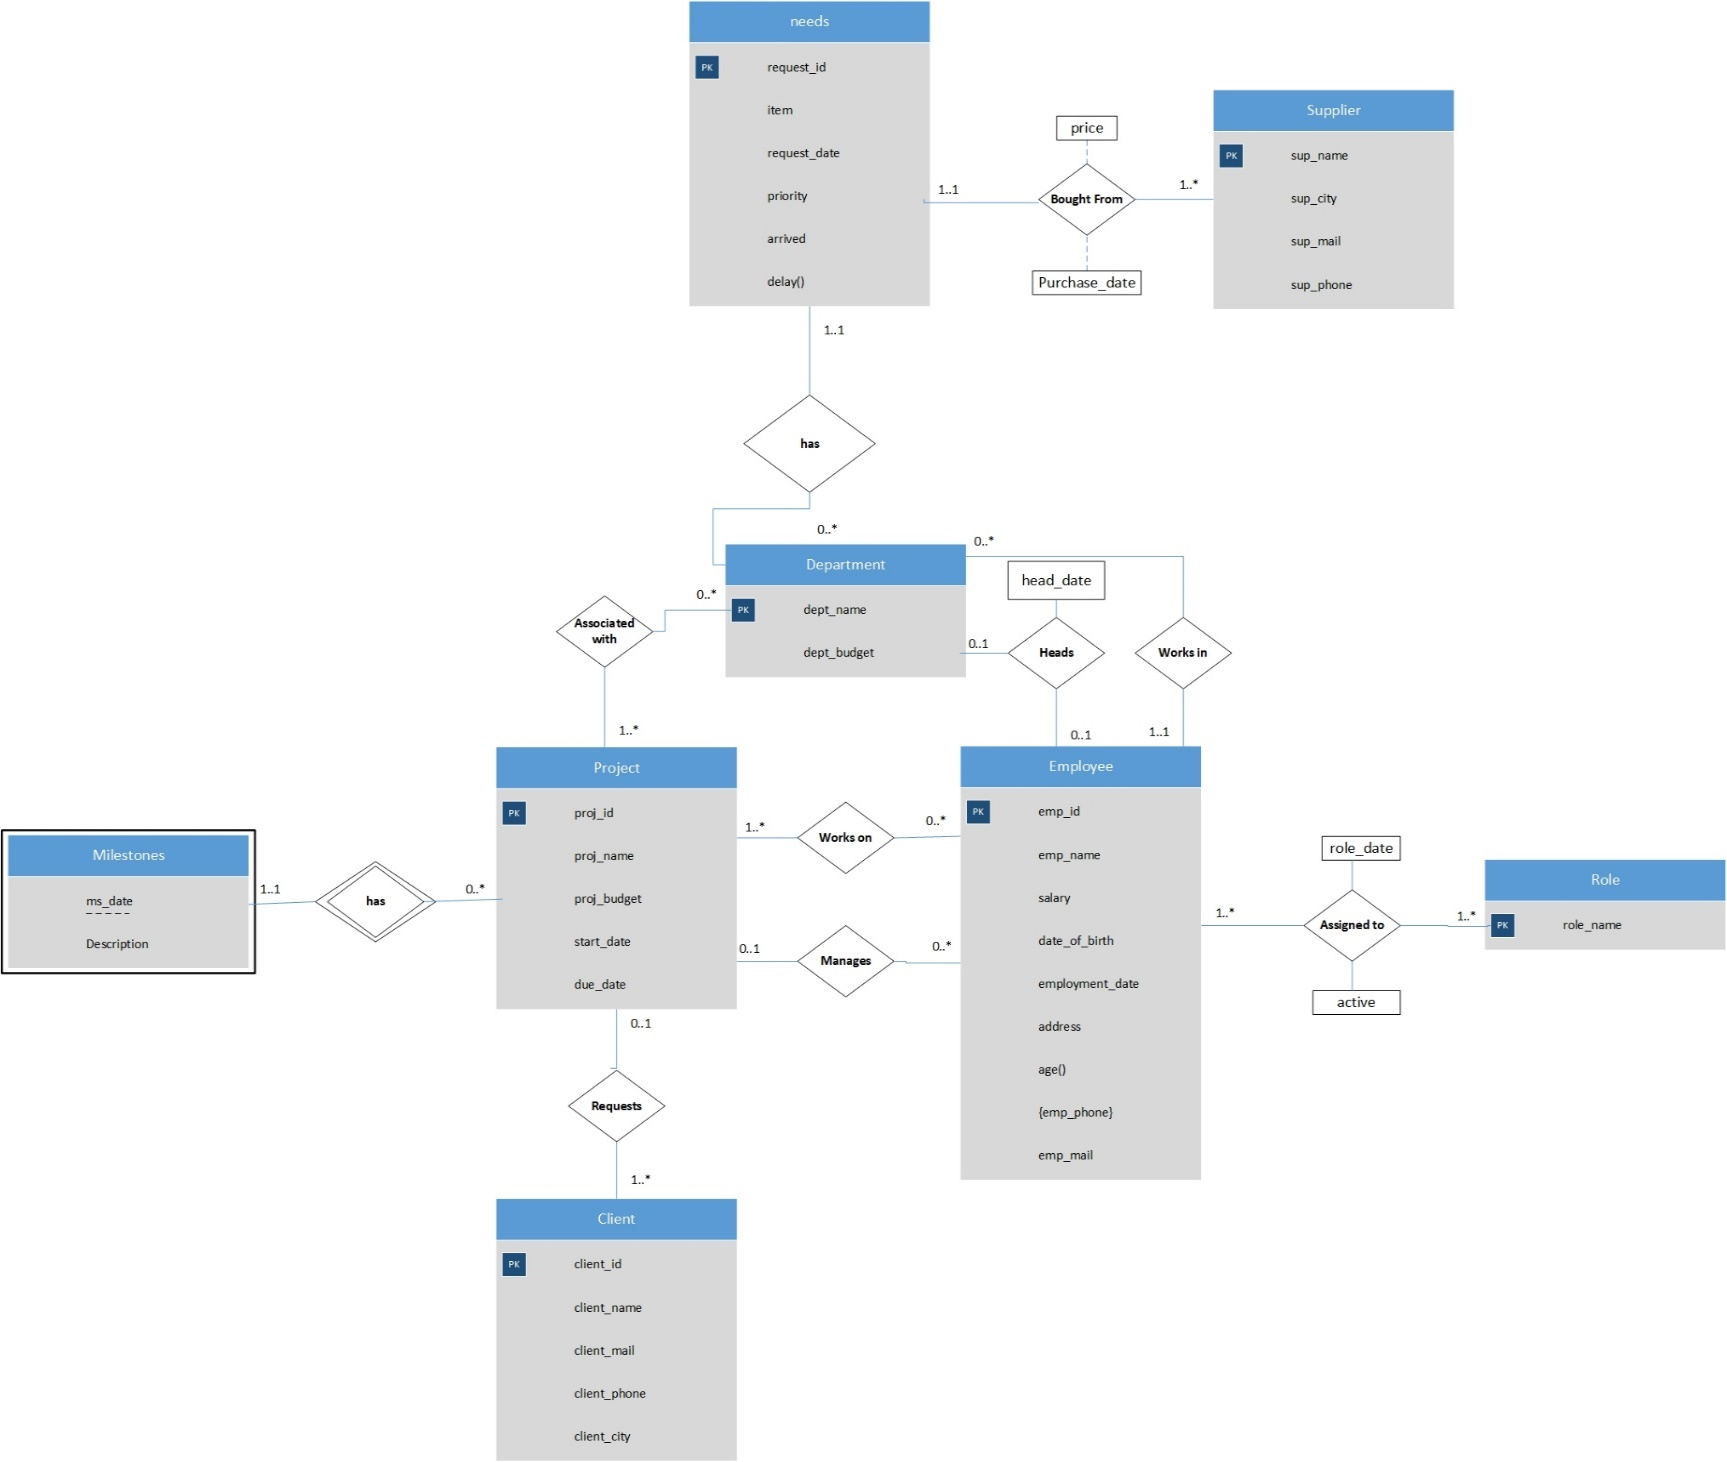 needs
PK request_id
item
request_date
priority
arrived
delay()
price
1..1
Bought From
1..*
Purchase_date
Supplier
PK sup_name
sup_city
sup_mail
sup_phone
1..1
has
0..*
Department
PK dept_name
dept_budget
0..*
0..*
head_date
Associated
with
0..1
Heads
Works in
1..*
0..1
1..1
Project
PK proj_id
proj_name
proj_budget
start_date
due_date
Employee
PK emp_id
emp_name
salary
date_of_birth
employment_date
address
age()
{emp_phone}
emp_mail
1..*
Works on
0..*
0..1
Manages
0..*
Milestones
ms_date
Description
1..1
has
0..*
role_date
1..*
Assigned to
1..*
active
Role
PK role_name
0..1
Requests
1..*
Client
PK client_id
client_name
client_mail
client_phone
client_city